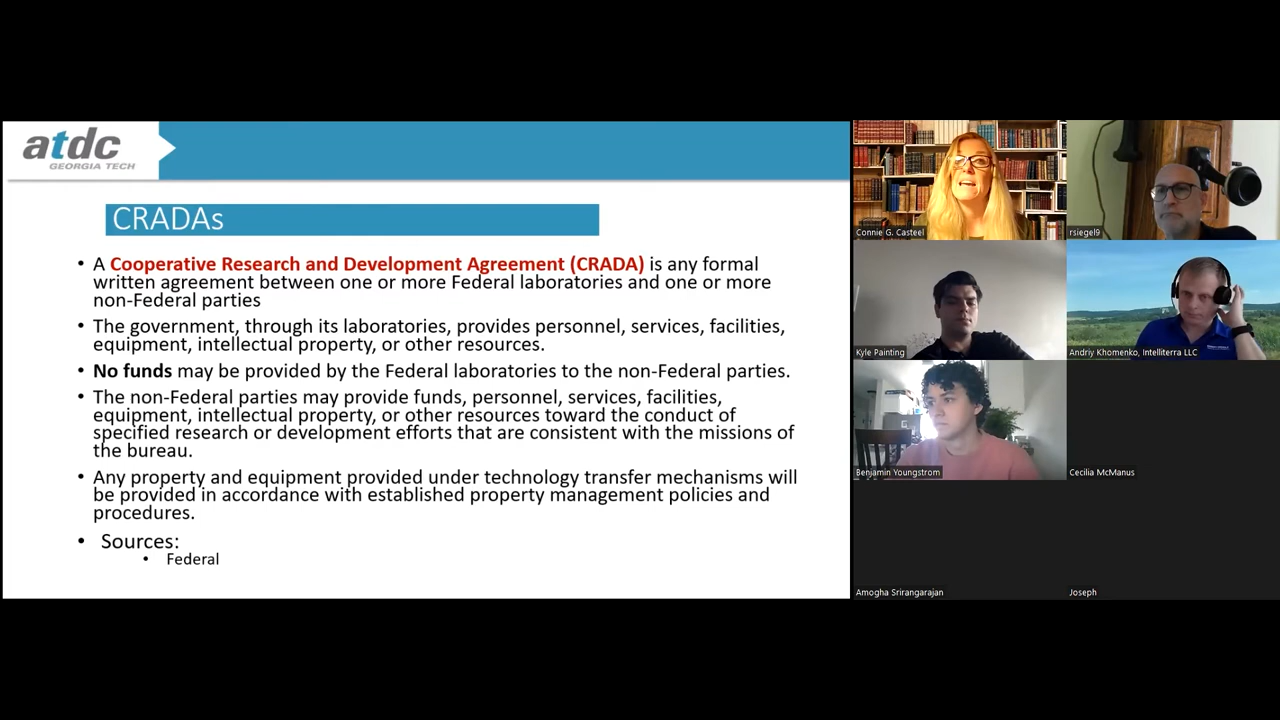 atdc
GEORGIA TECH
CRADAs
• A Cooperative Research and Development Agreement (CRADA) is any formal
written agreement between one or more Federal laboratories and one or more
non-Federal parties
• The government, through its laboratories, provides personnel, services, facilities,
equipment, intellectual property, or other resources.
• No funds may be provided by the Federal laboratories to the non-Federal parties.
• The non-Federal parties may provide funds, personnel, services, facilities,
equipment, intellectual property, or other resources toward the conduct of
specified research or development efforts that are consistent with the missions of
the bureau.
• Any property and equipment provided under technology transfer mechanisms will
be provided in accordance with established property management policies and
procedures.
• Sources:
• Federal
Connie G. Casteel
rsiegel9
Kyle Painting
Andriy Khomenko, Intelliterra LLC
Benjamin Youngstrom
Cecilia McManus
Amogha Srirangarajan
Joseph